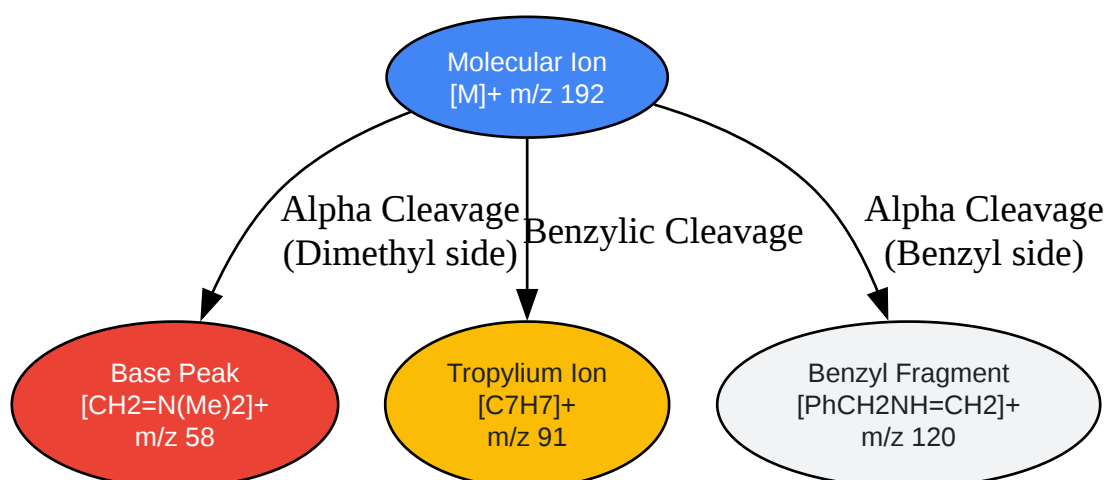 Molecular Ion
[M]+ m/z 192
Alpha Cleavage
(Dimethyl side)
Benzylic Cleavage
Alpha Cleavage
(Benzyl side)
Base Peak
[CH2=N(Me)2]+
m/z 58
Tropylium Ion
[C7H7]+
m/z 91
Benzyl Fragment
[PhCH2NH=CH2]+
m/z 120